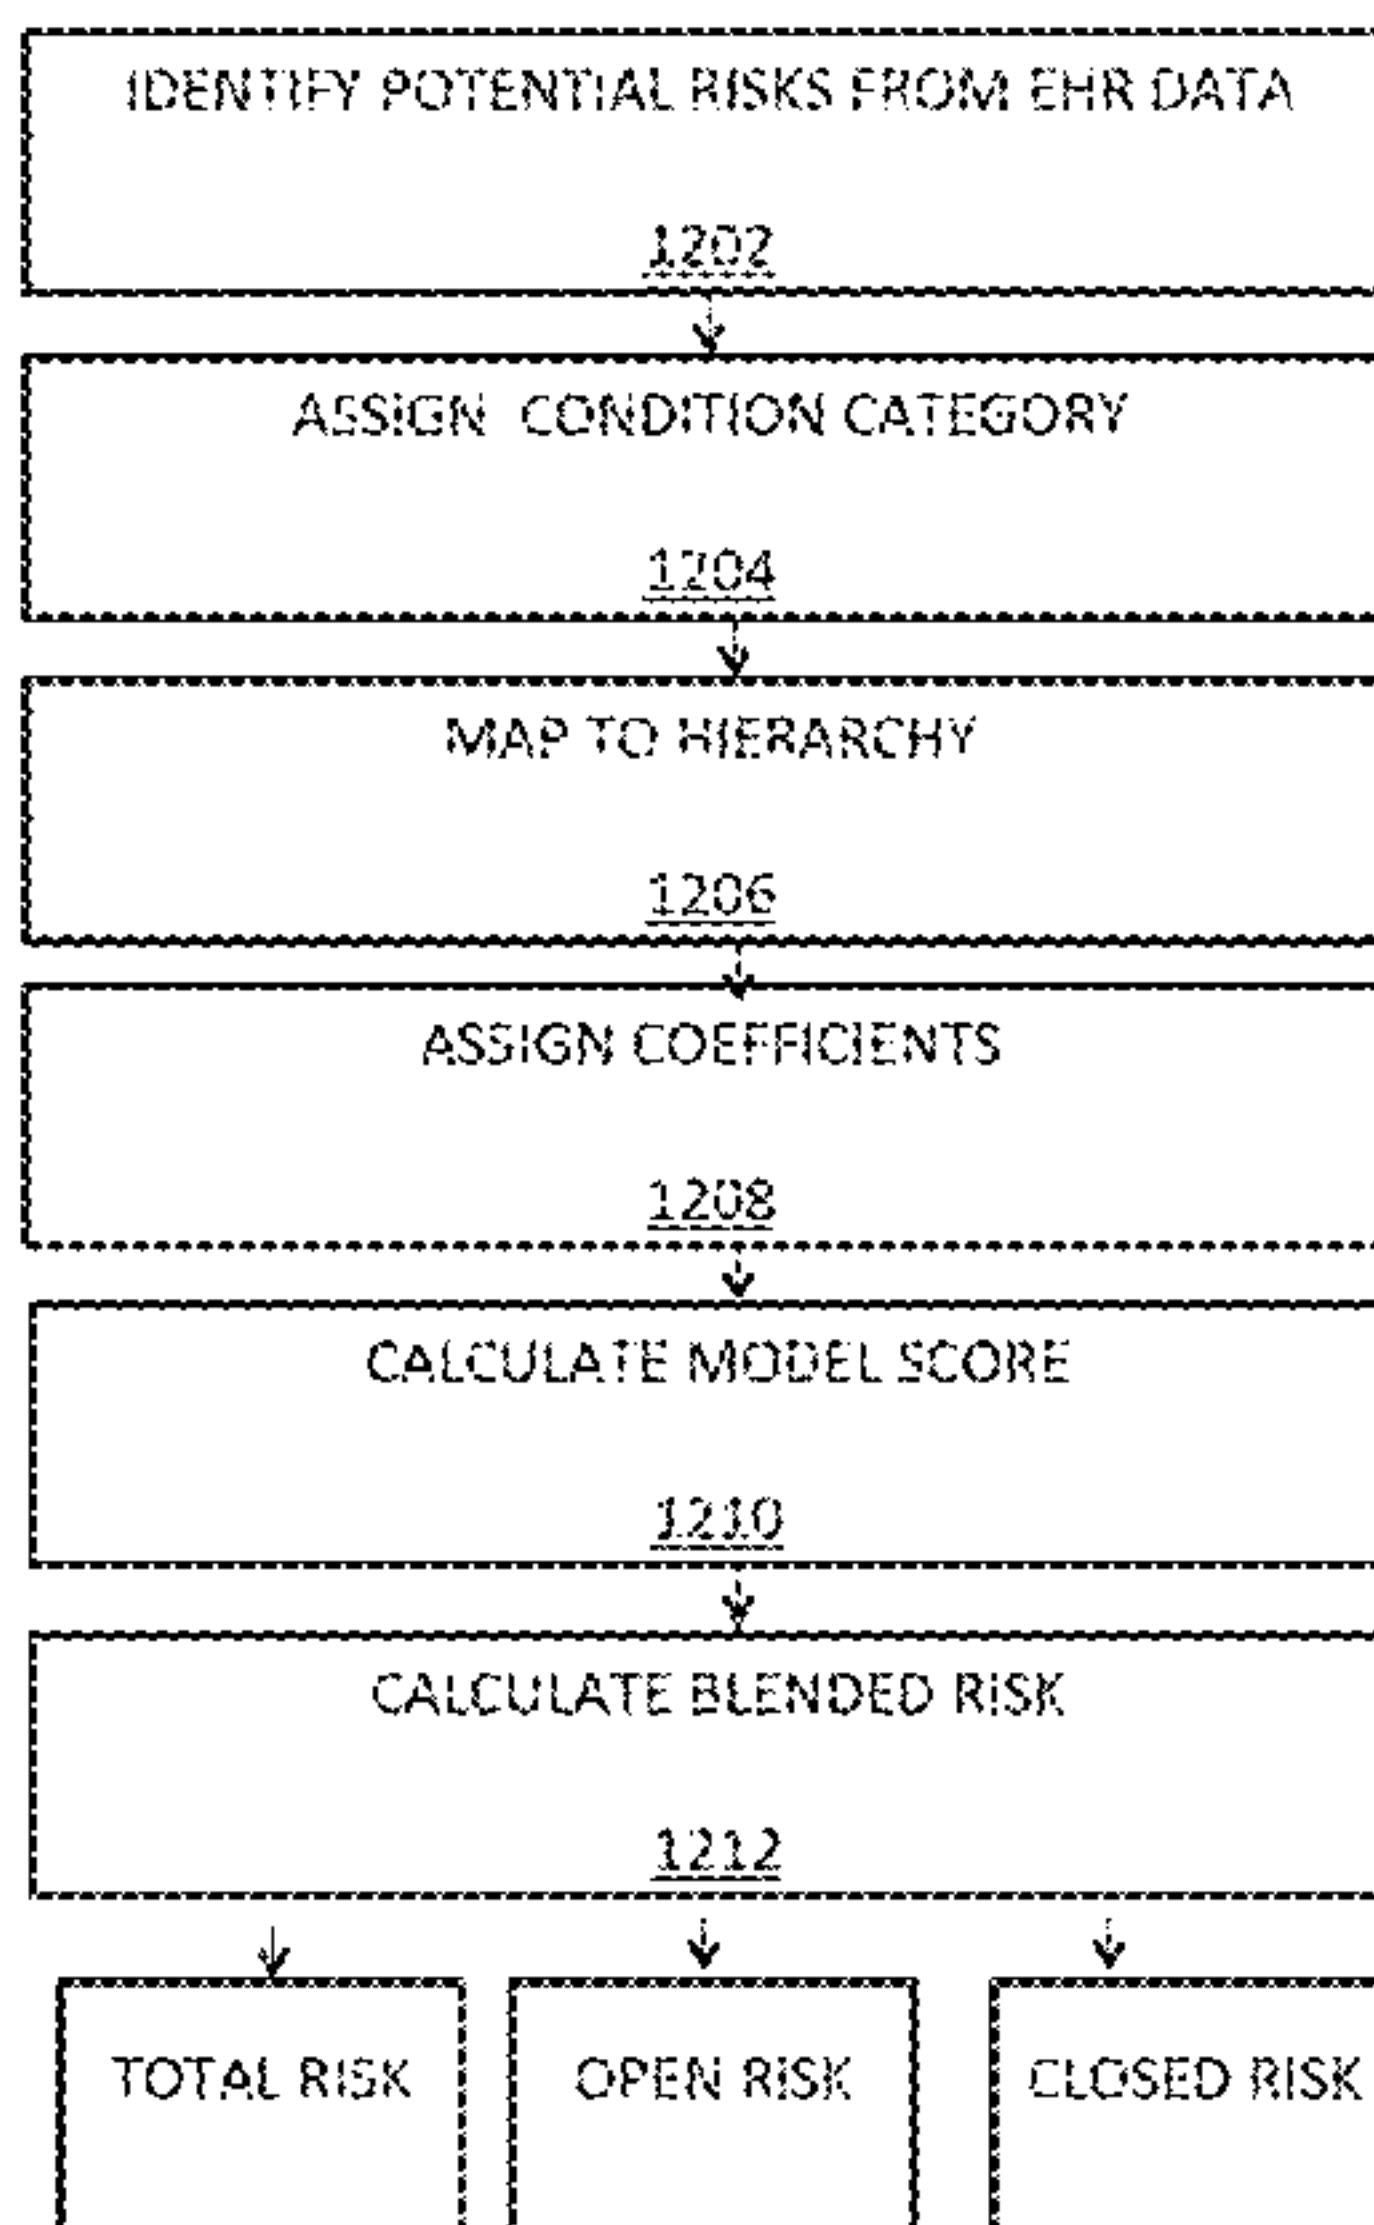 IDENTIFY POTENTIAL RISKS FROM EHR DATA
1202
ASSIGN CONDITION CATEGORY
1204
MAP TO HIERARCHY
1206
ASSIGN COEFFICIENTS
1208
CALCULATE MODEL SCORE
1210
CALCULATE BLENDED RISK
1212
TOTAL RISK OPEN RISK CLOSED RISK